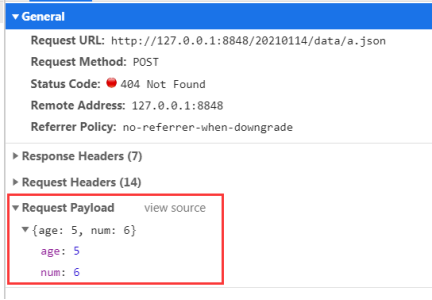 General
Request URL: http://127.0.0.1:8848/20210114/data/a.json
Request Method: POST
Status Code: 404 Not Found
Remote Address: 127.0.0.1:8848
Referrer Policy: no-referrer-when-downgrade
Response Headers (7)
Request Headers (14)
Request Payload view source
{age: 5, num: 6}
age: 5
num: 6